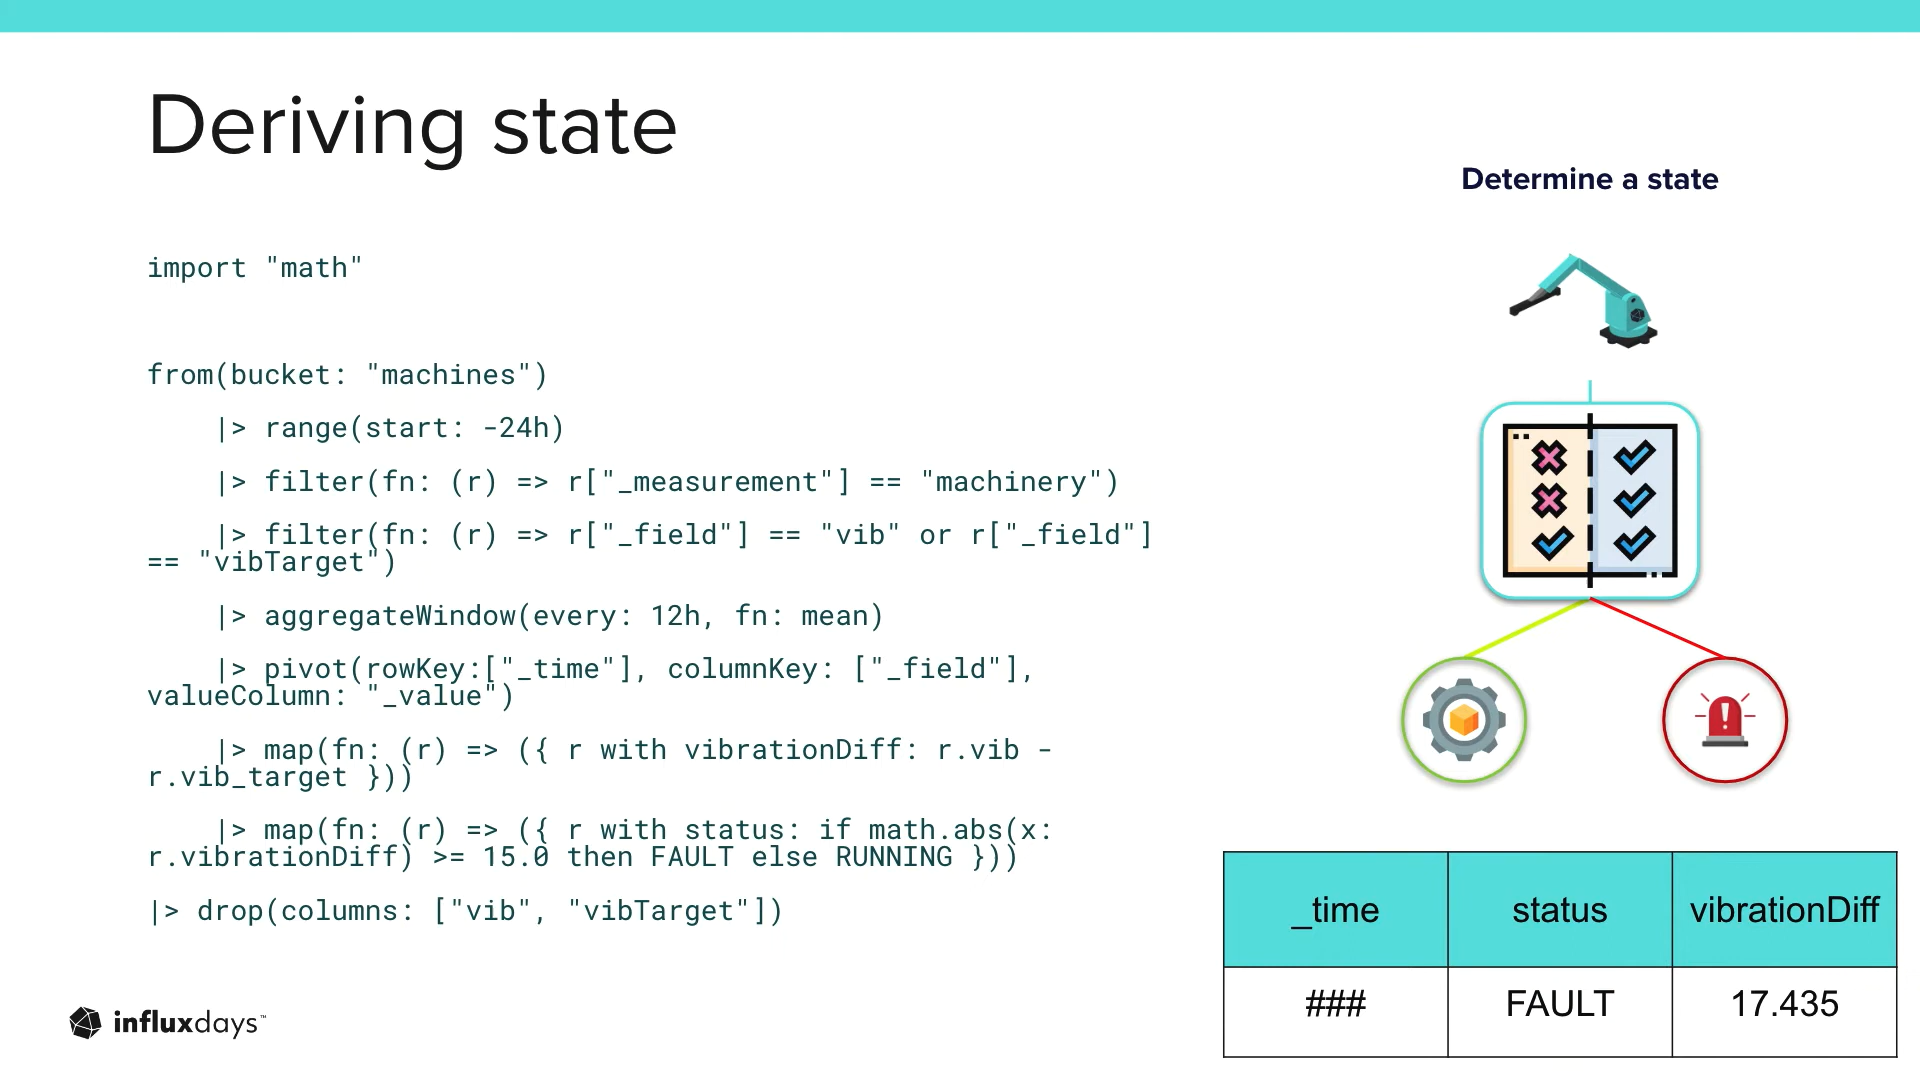 Deriving state
Determine a state
import "math"
from(bucket: "machines")
|> range(start: -24h)
|> filter(fn: (r) => r["_measurement"] == "machinery")
|> filter(fn: (r) => r["_field"] == "vib" or r["_field"]
== "vibTarget")
|> aggregateWindow(every: 12h, fn: mean)
|> pivot(rowKey:["_time"], columnKey: ["_field"],
valueColumn: "_value")
|> map(fn: (r) => ({ r with vibrationDiff: r.vib -
r.vib_target }))
|> map(fn: (r) => ({ r with status: if math.abs(x:
r.vibrationDiff) >= 15.0 then FAULT else RUNNING }))
|> drop(columns: ["vib", "vibTarget"])
_time status vibrationDiff
### FAULT 17.435
influxdays™